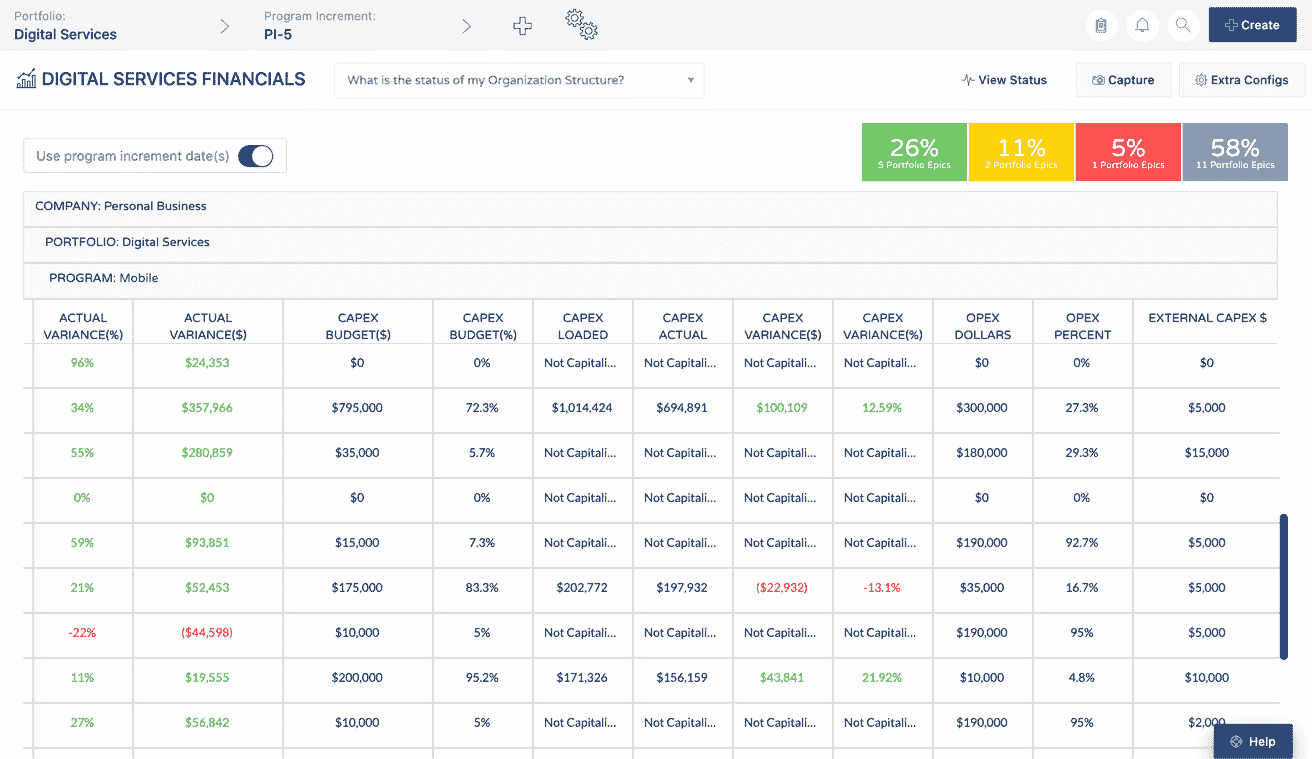 Portfolio:
Digital Services
Program Increment:
PI-5
Create
DIGITAL SERVICES FINANCIALS
What is the status of my Organization Structure?
View Status
Capture
Extra Configs
Use program increment date(s)
26%
5 Portfolio Epics
11%
2 Portfolio Epics
5%
1 Portfolio Epics
58%
11 Portfolio Epics
COMPANY: Personal Business
PORTFOLIO: Digital Services
PROGRAM: Mobile
ACTUAL VARIANCE(%) ACTUAL VARIANCE($) CAPEX BUDGET($) CAPEX BUDGET(%) CAPEX LOADED CAPEX ACTUAL CAPEX VARIANCE($) CAPEX VARIANCE(%) OPEX DOLLARS OPEX PERCENT EXTERNAL CAPEX $
96% $24,353 $0 0% Not Capitali... Not Capitali... Not Capitali... Not Capitali... $0 0% $0
34% $357,966 $795,000 72.3% $1,014,424 $694,891 $100,109 12.59% $300,000 27.3% $5,000
55% $280,859 $35,000 5.7% Not Capitali... Not Capitali... Not Capitali... Not Capitali... $180,000 29.3% $15,000
0% $0 $0 0% Not Capitali... Not Capitali... Not Capitali... Not Capitali... $0 0% $0
59% $93,851 $15,000 7.3% Not Capitali... Not Capitali... Not Capitali... Not Capitali... $190,000 92.7% $5,000
21% $52,453 $175,000 83.3% $202,772 $197,932 ($22,932) -13.1% $35,000 16.7% $5,000
-22% ($44,598) $10,000 5% Not Capitali... Not Capitali... Not Capitali... Not Capitali... $190,000 95% $5,000
11% $19,555 $200,000 95.2% $171,326 $156,159 $43,841 21.92% $10,000 4.8% $10,000
27% $56,842 $10,000 5% Not Capitali... Not Capitali... Not Capitali... Not Capitali... $190,000 95% $2,000
Help